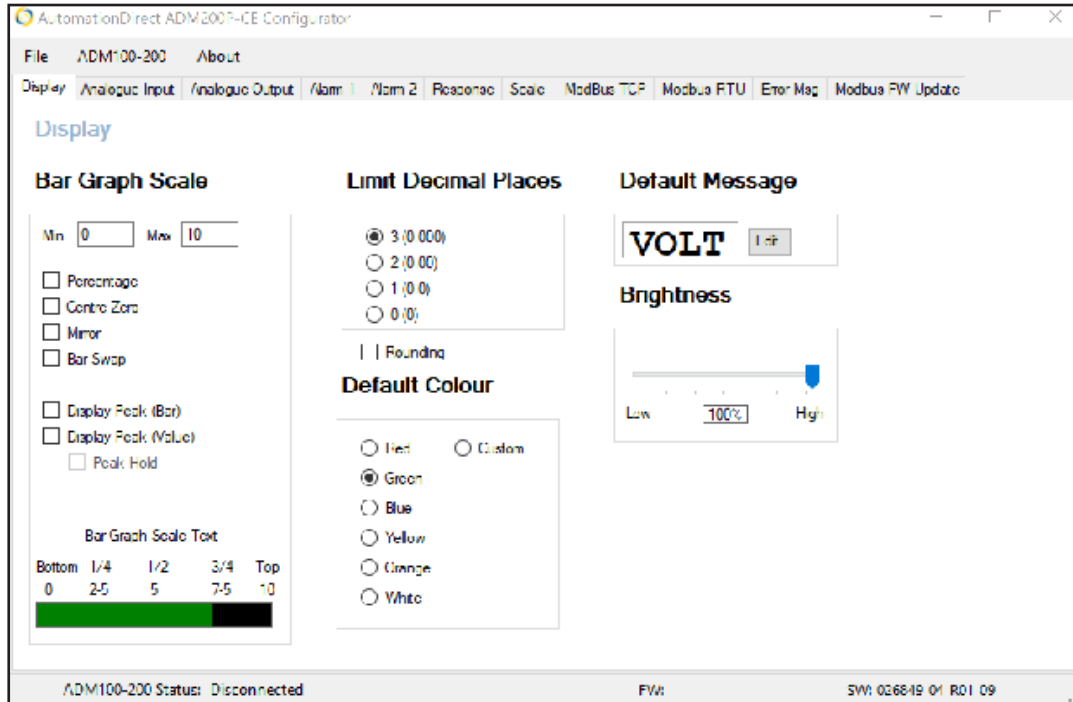 AutomationDirect ADM200P-CE Configurator
File ADM100-200 About
Display Analogue Input Analogue Output Alarm 1 Alarm 2 Response Scale ModBus TCP Modbus RTU Error Msg Modbus FW Update
Display
Bar Graph Scale
Min 0 Max 10
Percentage
Centre Zero
Mirror
Bar Swap
Display Peak (Bar)
Display Peak (Value)
Peak Hold
Bar Graph Scale Text
Bottom 1/4 1/2 3/4 Top
0 2-5 5 7-5 10
Limit Decimal Places
3 (0.000)
2 (0.00)
1 (0.0)
0 (0)
Rounding
Default Colour
Red Custom
Green
Blue
Yellow
Orange
White
Default Message
VOLT Edit
Brightness
Low 100% High
ADM100-200 Status: Disconnected FW: SW: 026849-04-R01-09